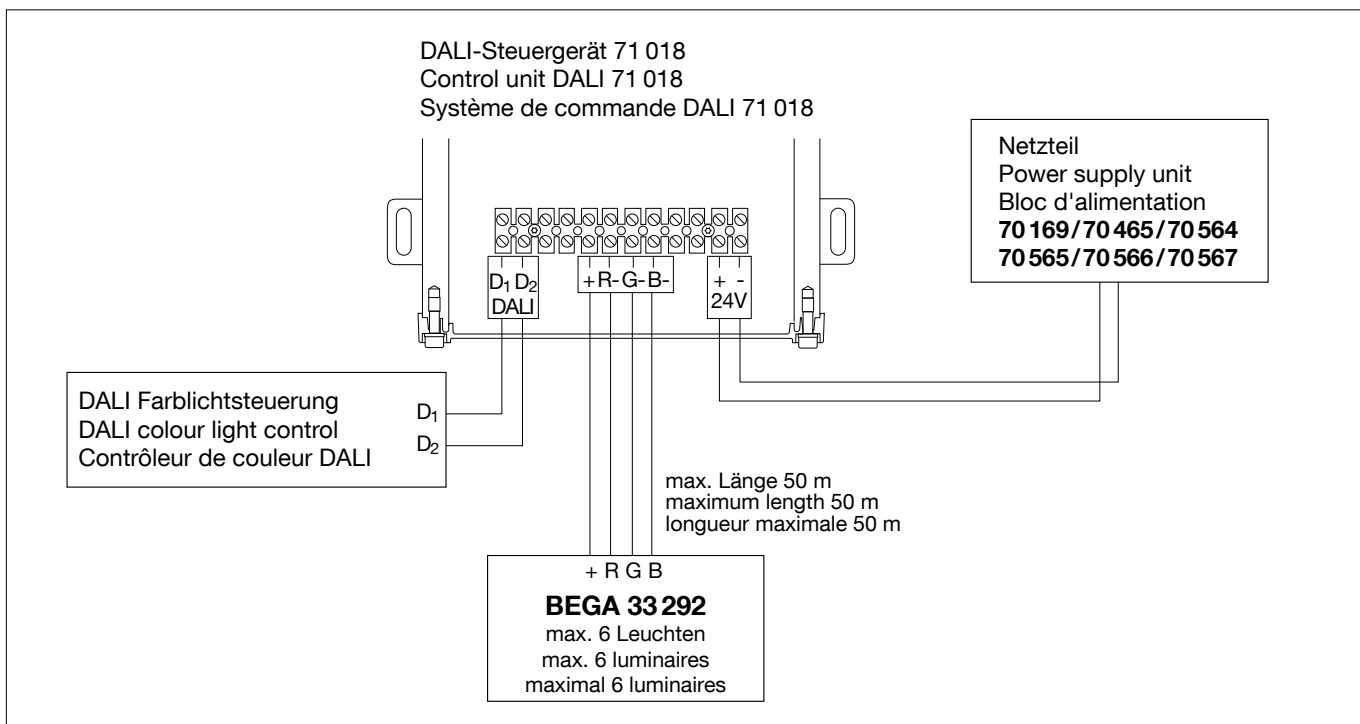 DALI-Steuergerät 71 018
Control unit DALI 71 018
Système de commande DALI 71 018
Netzteil
Power supply unit
Bloc d'alimentation
70 169 / 70 465 / 70 564
70 565 / 70 566 / 70 567
D₁ D₂
DALI
+ R- G- B-
+ -
24V
DALI Farblichtsteuerung
DALI colour light control
Contrôleur de couleur DALI
D₁
D₂
max. Länge 50 m
maximum length 50 m
longueur maximale 50 m
+ R G B
BEGA 33 292
max. 6 Leuchten
max. 6 luminaires
maximal 6 luminaires